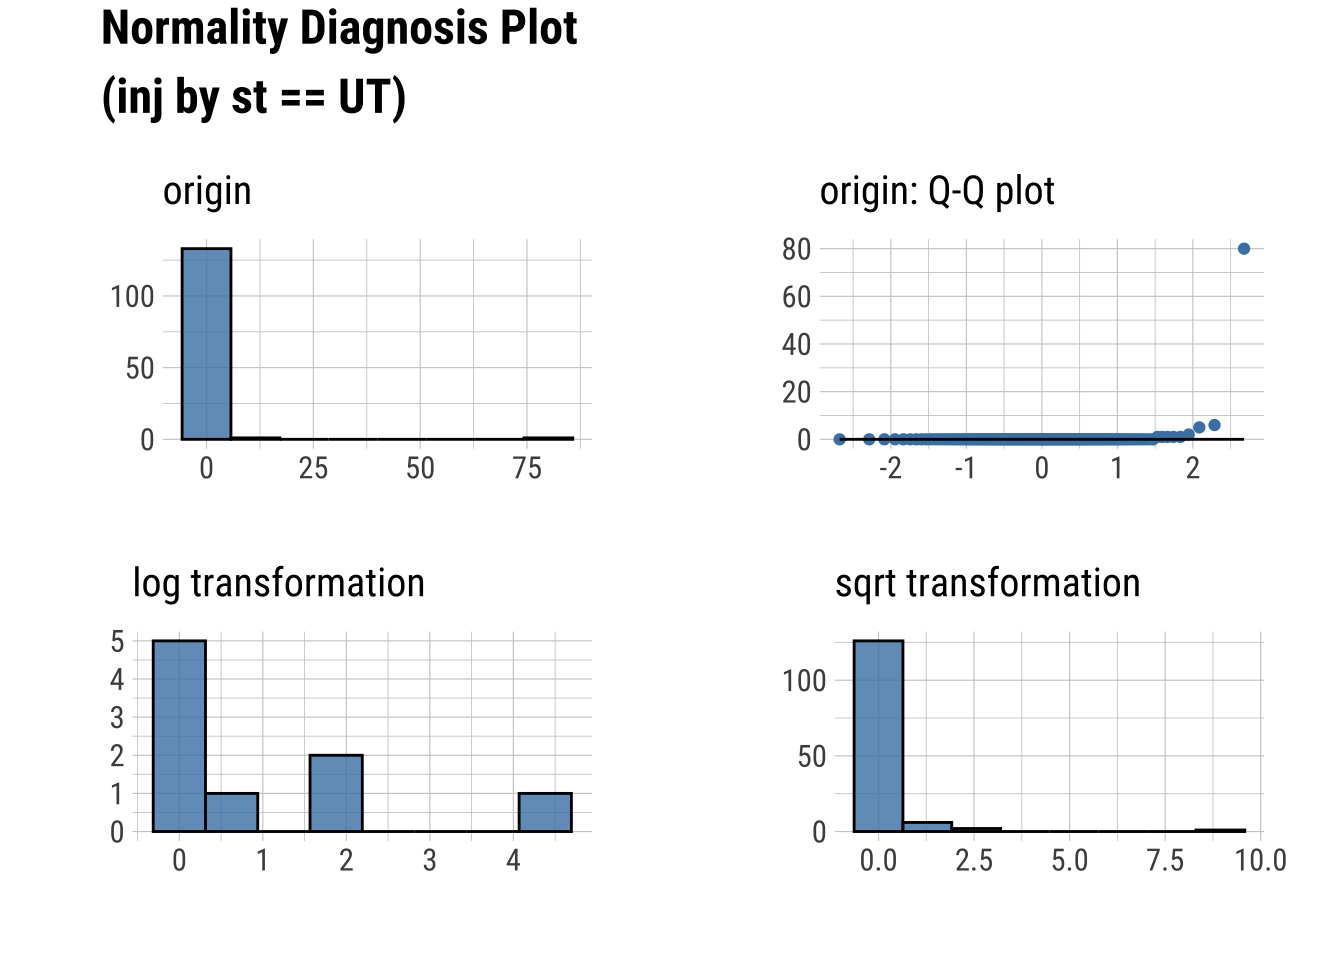 Normality Diagnosis Plot
(inj by st == UT)
origin
100
50
0
0 25 50 75
origin: Q-Q plot
80
60
40
20
0
-2 -1 0 1 2
log transformation
5
4
3
2
1
0
0 1 2 3 4
sqrt transformation
100
50
0
0.0 2.5 5.0 7.5 10.0